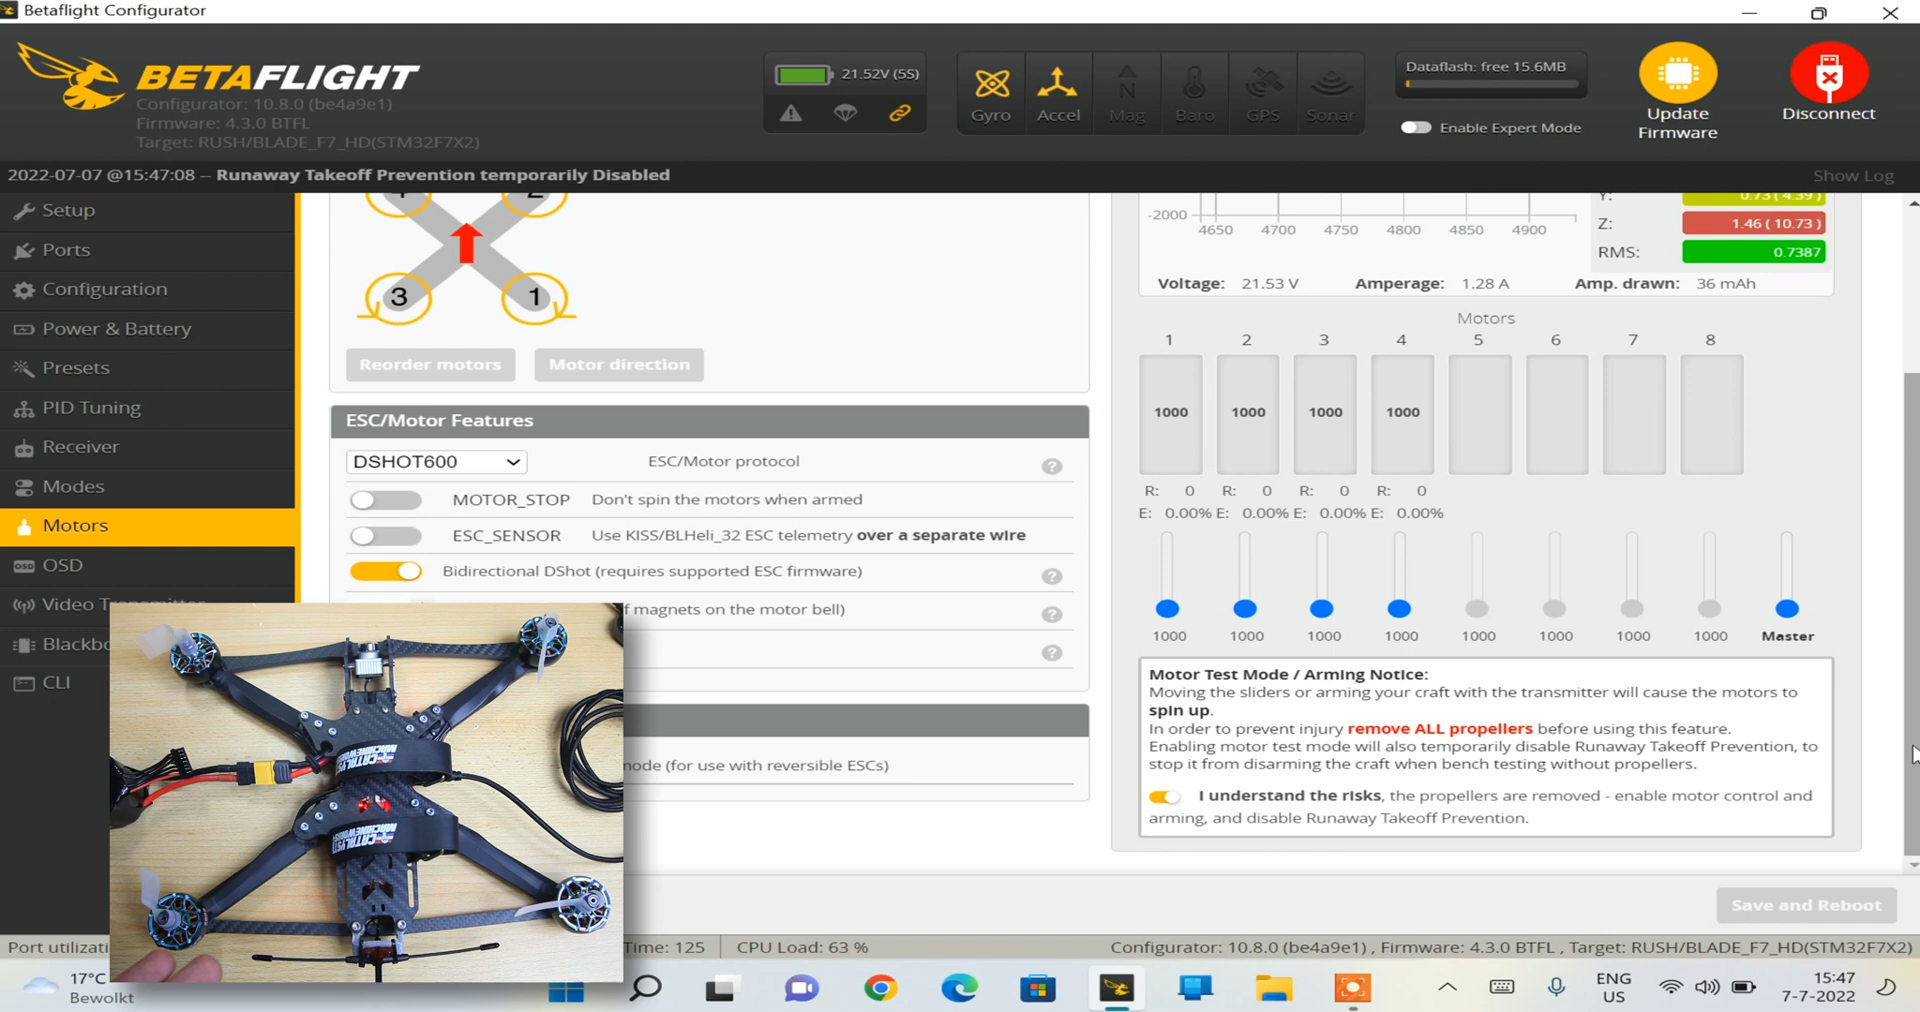 Betaflight Configurator
BETAFLIGHT
Configurator: 10.8.0 (be4a9e1)
Firmware: 4.3.0 BTFL
Target: RUSH/BLADE_F7_HD(STM32F7X2)
21.52V (5S)
Gyro
Accel
Mag
Baro
GPS
Sonar
Dataflash: free 15.6MB
Enable Expert Mode
Update
Firmware
Disconnect
2022-07-07 @15:47:08 -- Runaway Takeoff Prevention temporarily Disabled
Show Log
Setup
Ports
Configuration
Power & Battery
Presets
PID Tuning
Receiver
Modes
Motors
OSD
Video Transmitter
Blackbo
CLI
3
1
Reorder motors
Motor direction
ESC/Motor Features
DSHOT600
ESC/Motor protocol
?
MOTOR_STOP Don't spin the motors when armed
ESC_SENSOR Use KISS/BLHeli_32 ESC telemetry over a separate wire
Bidirectional DShot (requires supported ESC firmware)
?
f magnets on the motor bell)
?
?
mode (for use with reversible ESCs)
-2000
4650 4700 4750 4800 4850 4900
Y: 0.73 ( 4.59 )
Z: 1.46 ( 10.73 )
RMS: 0.7387
Voltage: 21.53 V Amperage: 1.28 A Amp. drawn: 36 mAh
Motors
1 2 3 4 5 6 7 8
1000 1000 1000 1000
R: 0 R: 0 R: 0 R: 0
E: 0.00% E: 0.00% E: 0.00% E: 0.00%
1000 1000 1000 1000 1000 1000 1000 1000 Master
Motor Test Mode / Arming Notice:
Moving the sliders or arming your craft with the transmitter will cause the motors to
spin up.
In order to prevent injury remove ALL propellers before using this feature.
Enabling motor test mode will also temporarily disable Runaway Takeoff Prevention, to
stop it from disarming the craft when bench testing without propellers.
I understand the risks, the propellers are removed - enable motor control and
arming, and disable Runaway Takeoff Prevention.
Save and Reboot
CATALYST
MACHINEWORKS
CATALYST
MACHINEWORKS
Port utilizati
Time: 125
CPU Load: 63 %
Configurator: 10.8.0 (be4a9e1) , Firmware: 4.3.0 BTFL , Target: RUSH/BLADE_F7_HD(STM32F7X2)
17°C
Bewolkt
ENG
US
15:47
7-7-2022